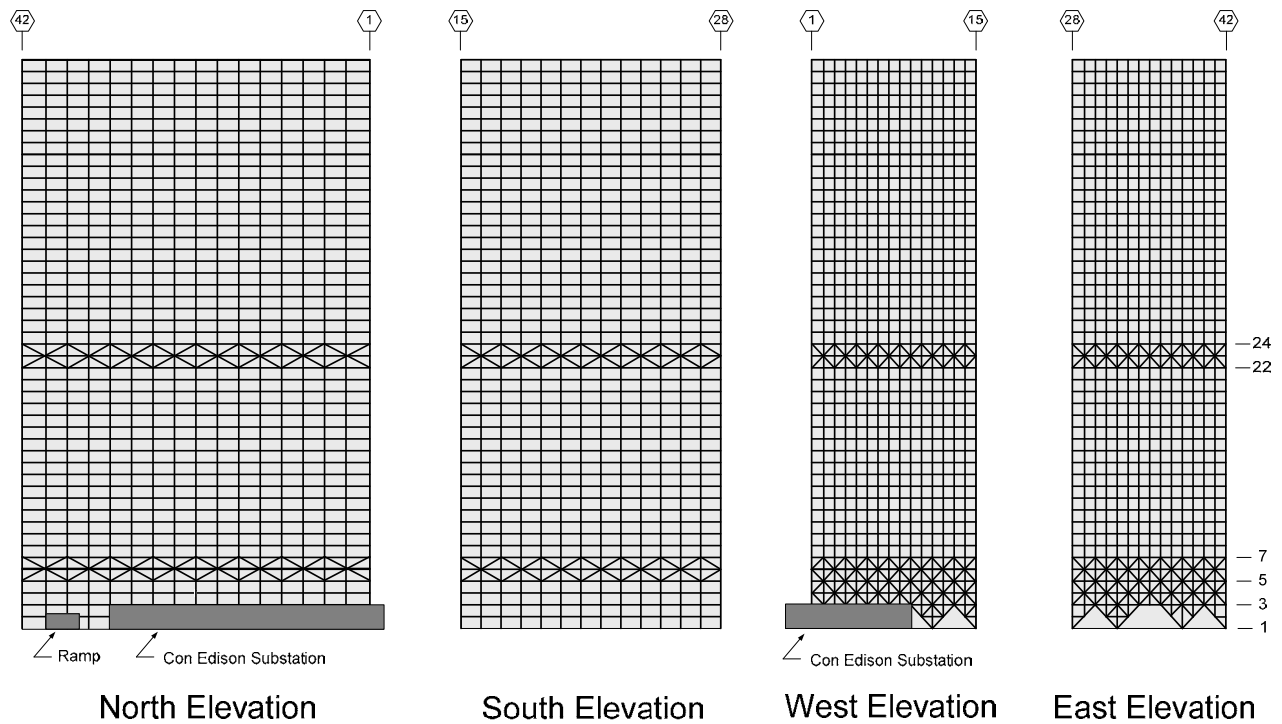 42
1
15
28
1
15
28
42
24
22
7
5
3
1
Ramp
Con Edison Substation
Con Edison Substation
North Elevation
South Elevation
West Elevation
East Elevation